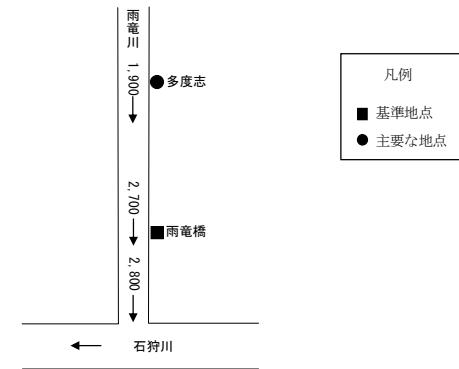 雨竜川
1,900
多度志
2,700
雨竜橋
2,800
石狩川
凡例
基準地点
主要な地点